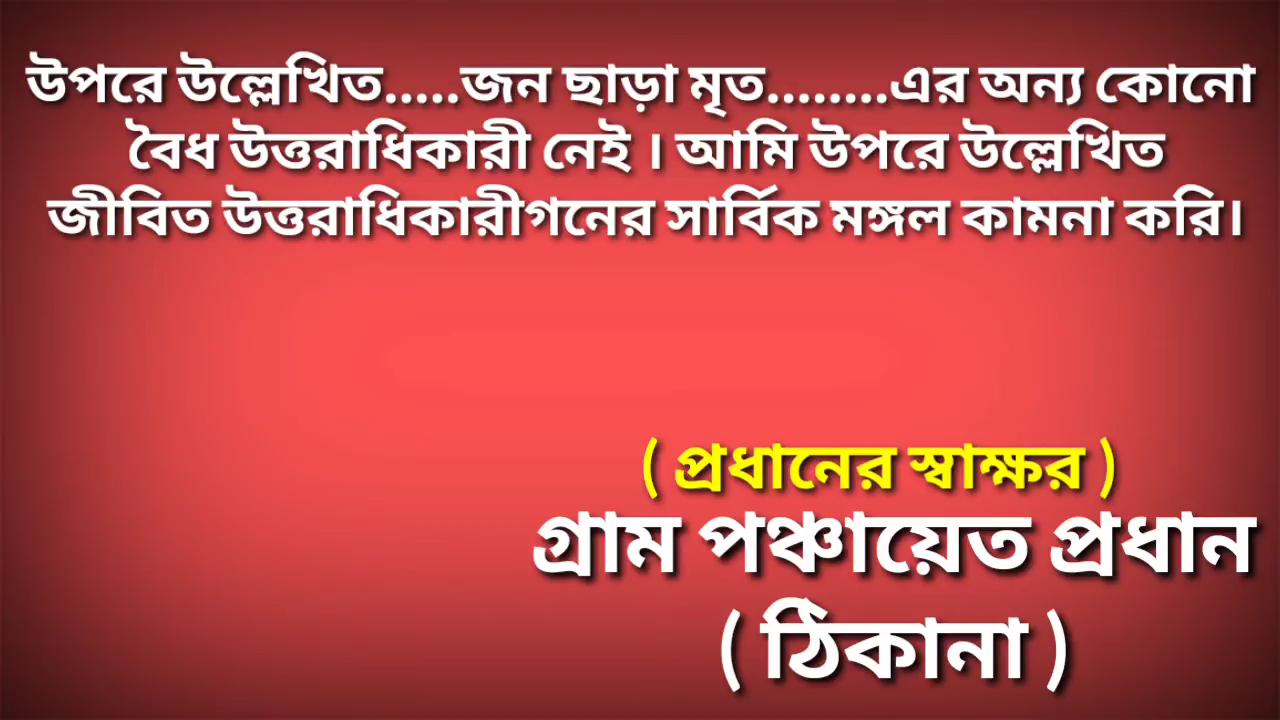 উপরে উল্লেখিত.....জন ছাড়া মৃত........এর অন্য কোনো
বৈধ উত্তরাধিকারী নেই । আমি উপরে উল্লেখিত
জীবিত উত্তরাধিকারীগনের সার্বিক মঙ্গল কামনা করি।
( প্রধানের স্বাক্ষর )
গ্রাম পঞ্চায়েত প্রধান
( ঠিকানা )